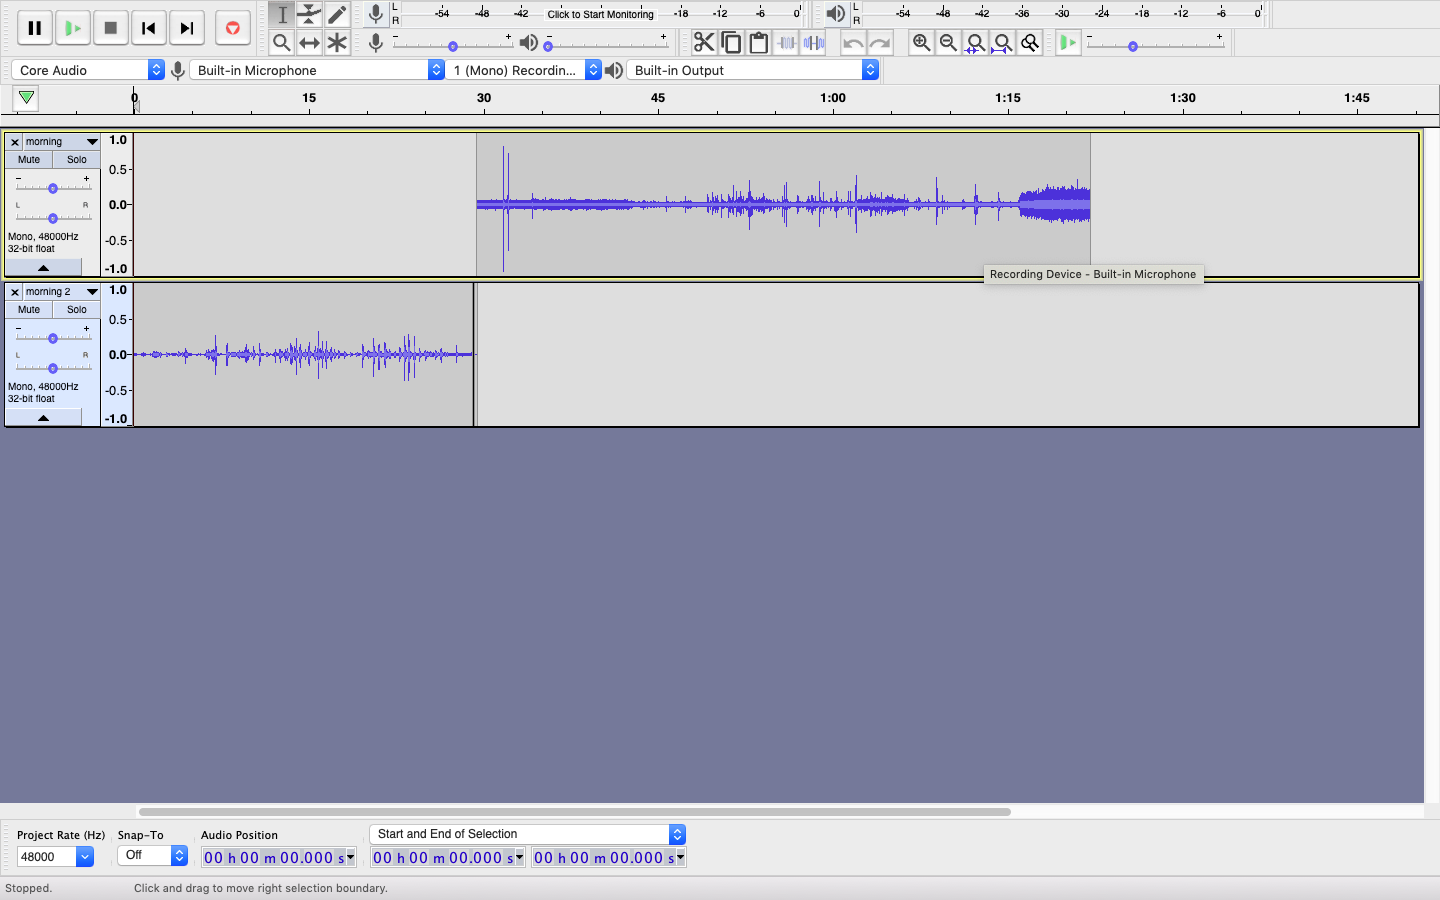 L
R
-54 -48 -42 Click to Start Monitoring -18 -12 -6 0
L
R
-54 -48 -42 -36 -30 -24 -18 -12 -6 0
- +
- +
- +
Core Audio Built-in Microphone 1 (Mono) Recordin... Built-in Output
0 15 30 45 1:00 1:15 1:30 1:45
morning
Mute Solo
- +
L R
Mono, 48000Hz
32-bit float
1.0
0.5
0.0
-0.5
-1.0
Recording Device - Built-in Microphone
morning 2
Mute Solo
- +
L R
Mono, 48000Hz
32-bit float
1.0
0.5
0.0
-0.5
-1.0
Project Rate (Hz) Snap-To Audio Position Start and End of Selection
48000 Off 00 h 00 m 00.000 s 00 h 00 m 00.000 s 00 h 00 m 00.000 s
Stopped. Click and drag to move right selection boundary.